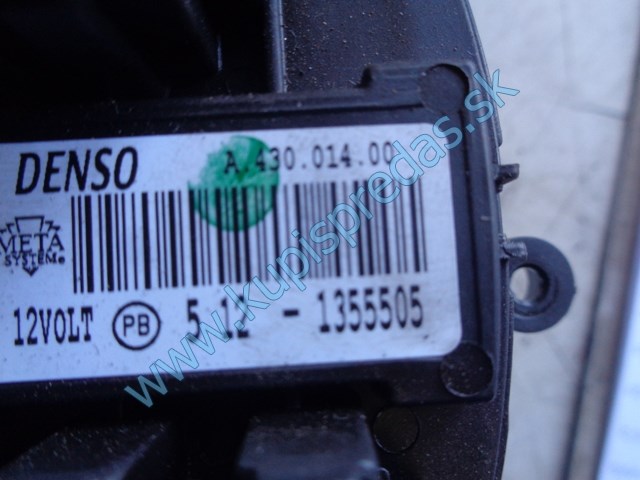 DENSO A.430.014.00
META
SYSTEM
12VOLT PB 5 12 - 1355505
www.kupispredas.sk